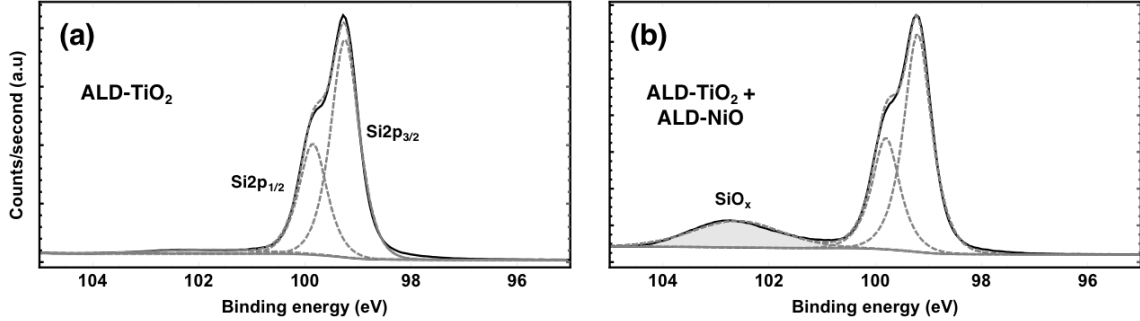 (a)
ALD-TiO₂
Si2p₃/₂
Si2p₁/₂
Counts/second (a.u)
104 102 100 98 96
Binding energy (eV)
(b)
ALD-TiO₂ +
ALD-NiO
SiOₓ
104 102 100 98 96
Binding energy (eV)